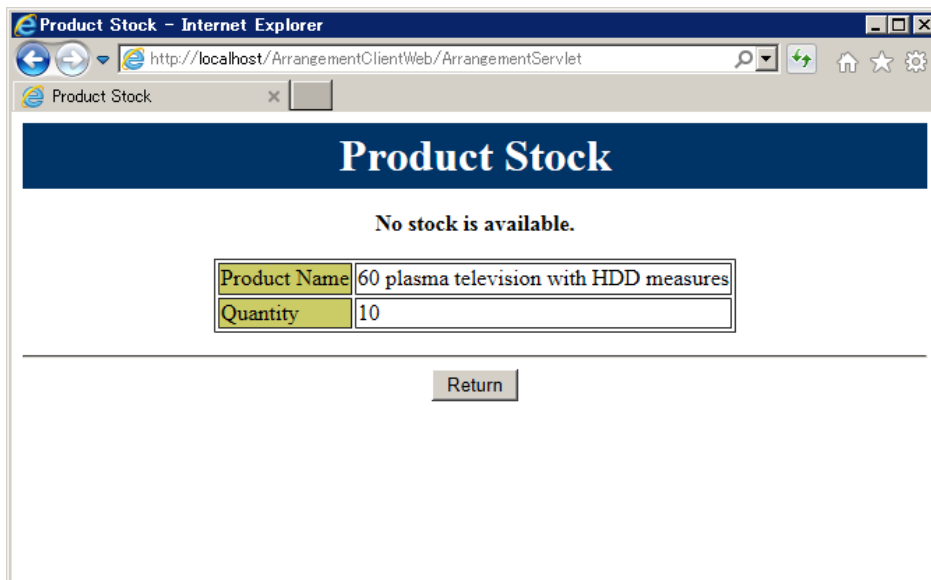 Product Stock - Internet Explorer
http://localhost/ArrangementClientWeb/ArrangementServlet
Product Stock
Product Stock
No stock is available.
Product Name 60 plasma television with HDD measures
Quantity 10
Return